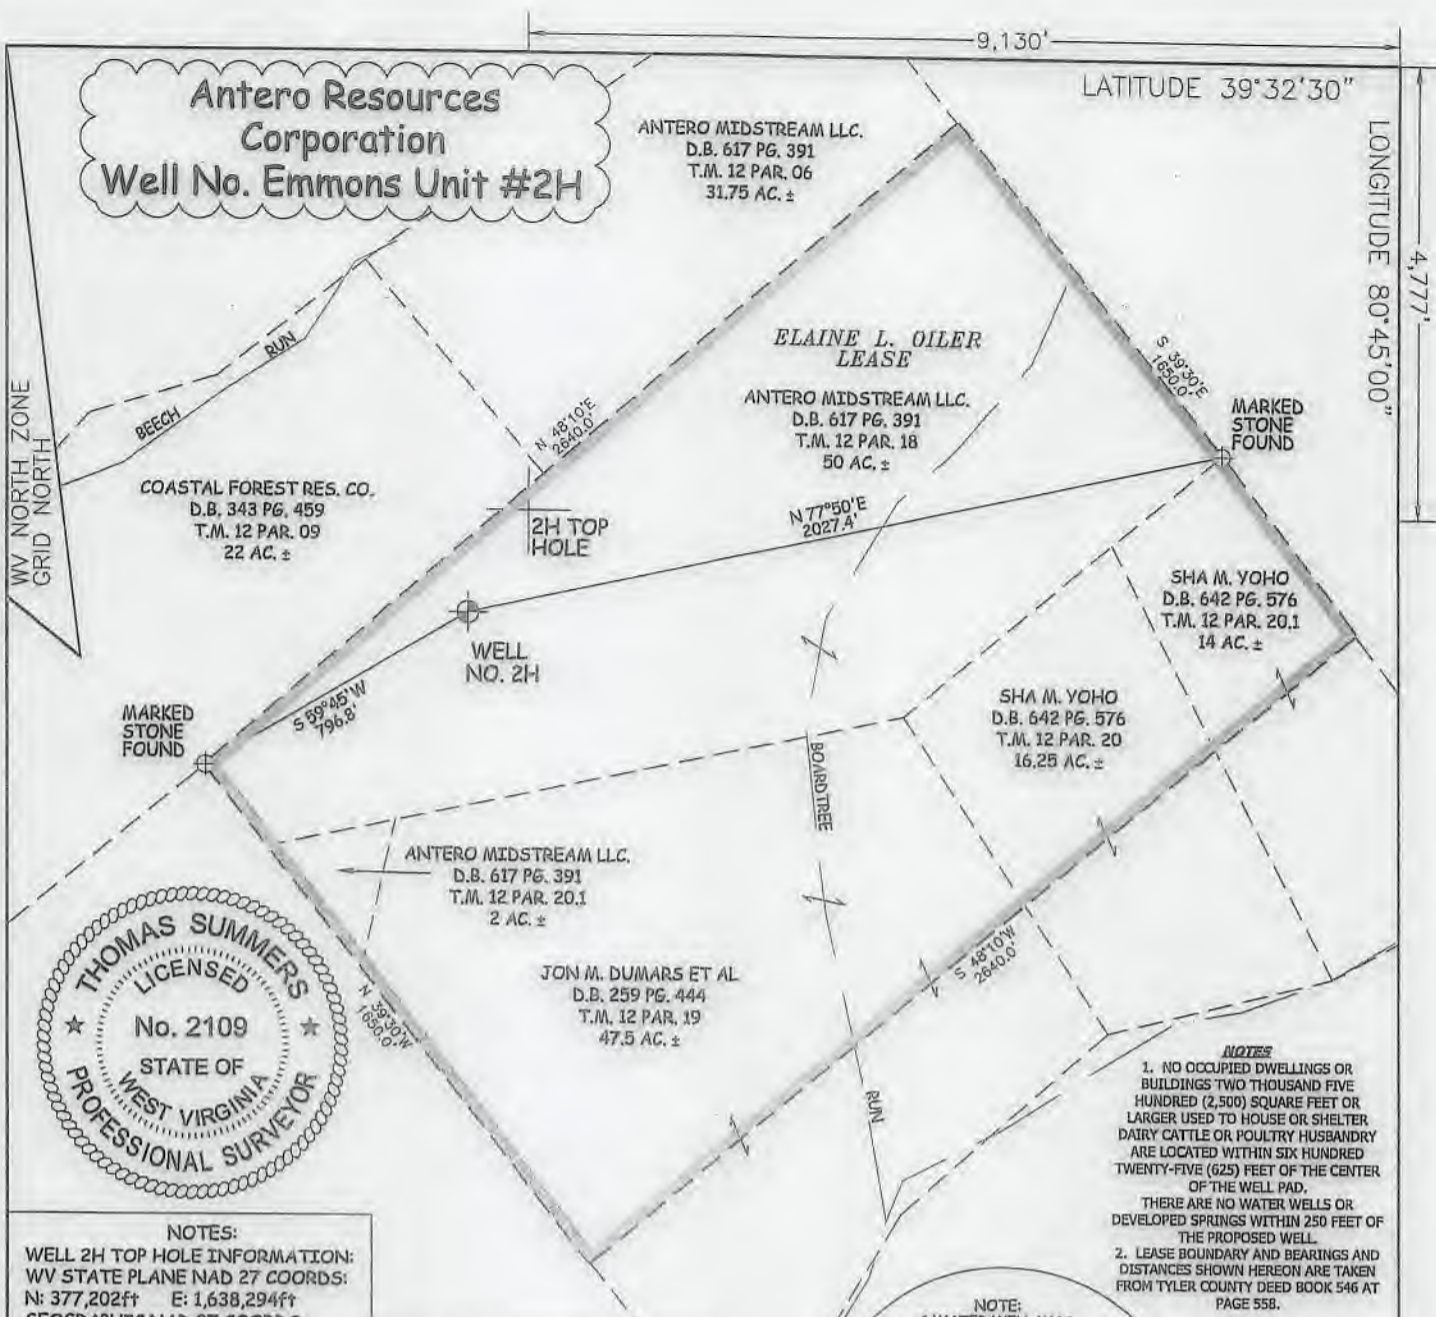 9,130'
LATITUDE 39°32'30"
LONGITUDE 80°45'00"
4,777'
Antero Resources
Corporation
Well No. Emmons Unit #2H
ANTERO MIDSTREAM LLC.
D.B. 617 PG. 391
T.M. 12 PAR. 06
31.75 AC. ±
WV NORTH ZONE
GRID NORTH
BEECH
RUN
COASTAL FOREST RES. CO.
D.B. 343 PG. 459
T.M. 12 PAR. 09
22 AC. ±
N 48°10'E
2640.0'
ELAINE L. OILER
LEASE
ANTERO MIDSTREAM LLC.
D.B. 617 PG. 391
T.M. 12 PAR. 18
50 AC. ±
S 39°30'E
1650.0'
MARKED
STONE
FOUND
2H TOP
HOLE
N 77°50'E
2027.4'
WELL
NO. 2H
S 59°45'W
796.8'
MARKED
STONE
FOUND
SHA M. YOHO
D.B. 642 PG. 576
T.M. 12 PAR. 20.1
14 AC. ±
SHA M. YOHO
D.B. 642 PG. 576
T.M. 12 PAR. 20
16.25 AC. ±
BOARDTREE
ANTERO MIDSTREAM LLC.
D.B. 617 PG. 391
T.M. 12 PAR. 20.1
2 AC. ±
JON M. DUMARS ET AL
D.B. 259 PG. 444
T.M. 12 PAR. 19
47.5 AC. ±
S 48°10'W
2640.0'
N 39°30'W
1650.0'
RUN
THOMAS SUMMERS
LICENSED
No. 2109
STATE OF
WEST VIRGINIA
PROFESSIONAL SURVEYOR
NOTES
1. NO OCCUPIED DWELLINGS OR
BUILDINGS TWO THOUSAND FIVE
HUNDRED (2,500) SQUARE FEET OR
LARGER USED TO HOUSE OR SHELTER
DAIRY CATTLE OR POULTRY HUSBANDRY
ARE LOCATED WITHIN SIX HUNDRED
TWENTY-FIVE (625) FEET OF THE CENTER
OF THE WELL PAD.
THERE ARE NO WATER WELLS OR
DEVELOPED SPRINGS WITHIN 250 FEET OF
THE PROPOSED WELL.
2. LEASE BOUNDARY AND BEARINGS AND
DISTANCES SHOWN HEREON ARE TAKEN
FROM TYLER COUNTY DEED BOOK 546 AT
PAGE 558.
NOTES:
WELL 2H TOP HOLE INFORMATION:
WV STATE PLANE NAD 27 COORDS:
N: 377,202ft E: 1,638,294ft
NOTE: